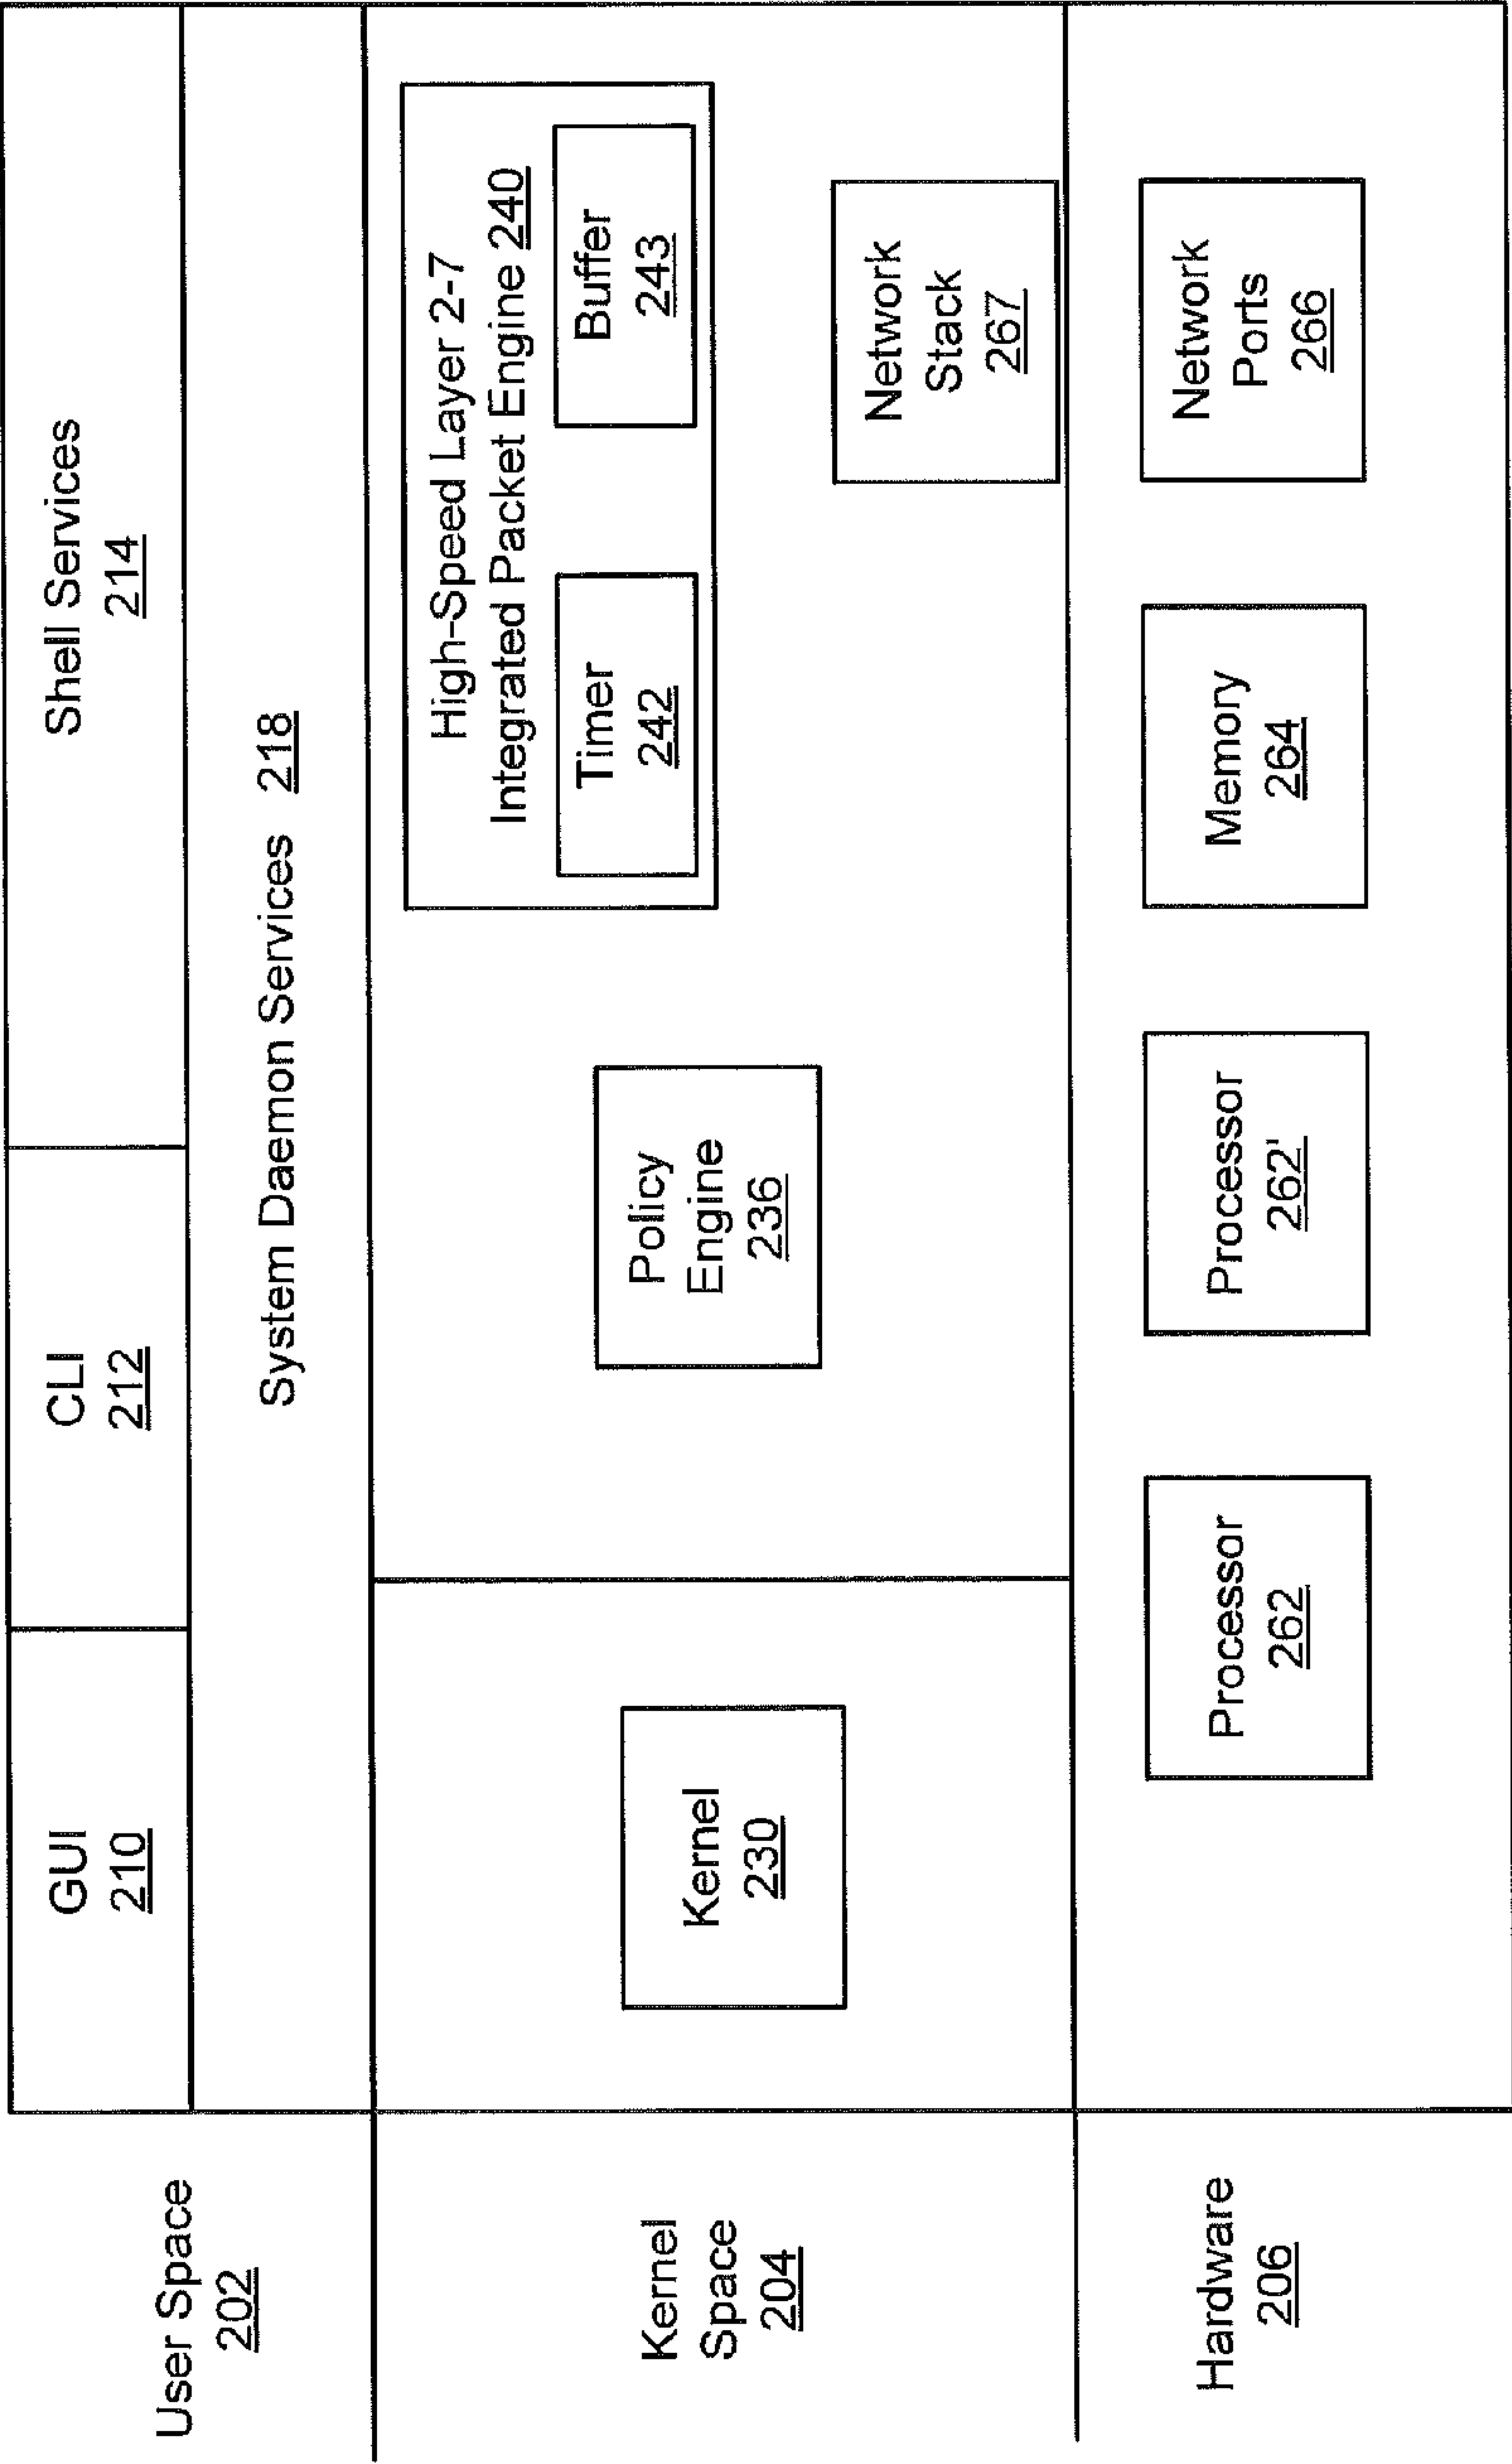 User Space
202
GUI
210
CLI
212
Shell Services
214
System Daemon Services 218
Kernel
Space
204
Kernel
230
Policy
Engine
236
High-Speed Layer 2-7
Integrated Packet Engine 240
Timer
242
Buffer
243
Network
Stack
267
Hardware
206
Processor
262
Processor
262'
Memory
264
Network
Ports
266